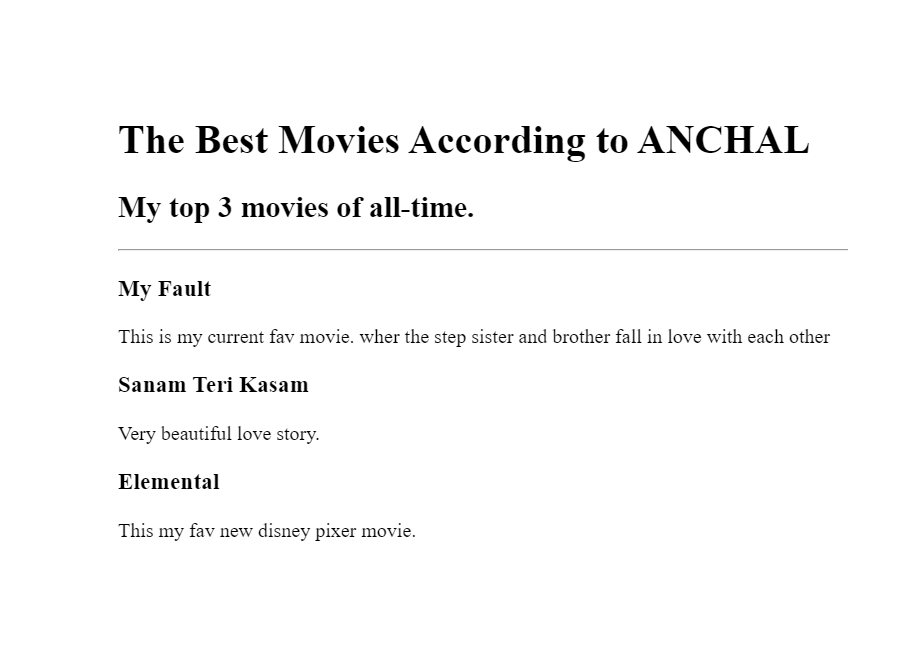 The Best Movies According to ANCHAL
My top 3 movies of all-time.
My Fault
This is my current fav movie. wher the step sister and brother fall in love with each other
Sanam Teri Kasam
Very beautiful love story.
Elemental
This my fav new disney pixer movie.